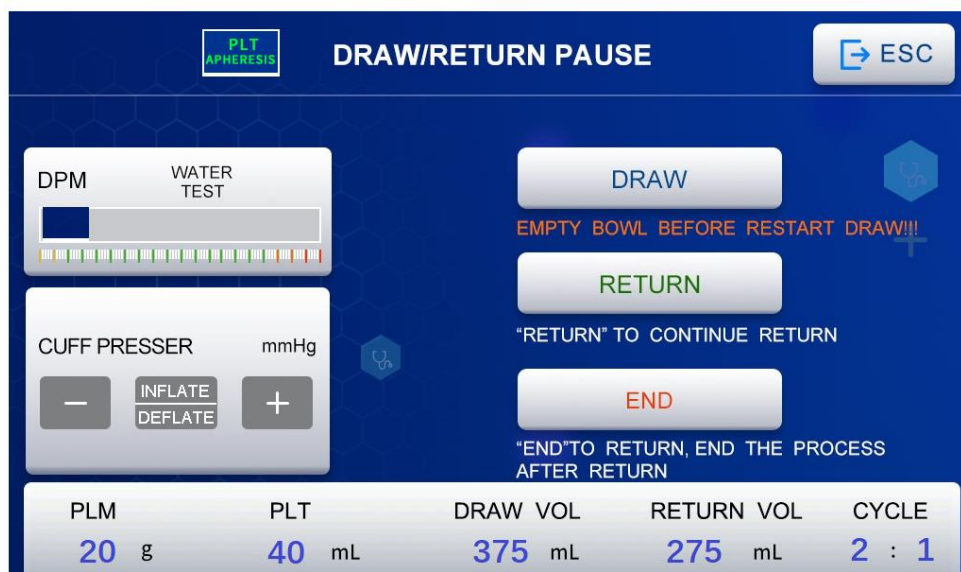 PLT
APHERESIS
DRAW/RETURN PAUSE
ESC
DPM
WATER
TEST
DRAW
EMPTY BOWL BEFORE RESTART DRAW!!!
RETURN
“RETURN” TO CONTINUE RETURN
CUFF PRESSER mmHg
− INFLATE +
DEFLATE
END
“END”TO RETURN, END THE PROCESS
AFTER RETURN
PLM PLT DRAW VOL RETURN VOL CYCLE
20 g 40 mL 375 mL 275 mL 2 : 1